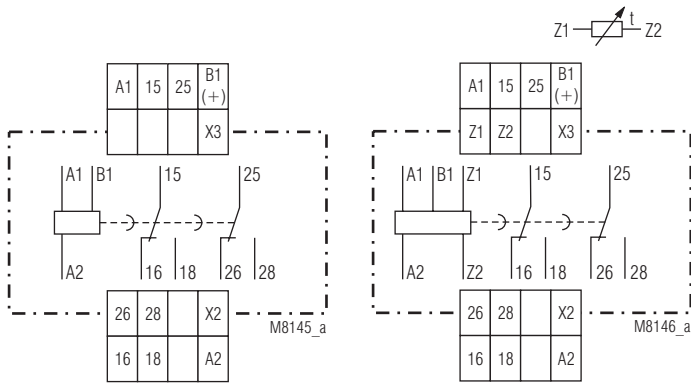 Z1 t Z2
A1 15 25 B1 (+)
X3
A1 B1 15 25
A2 16 18 26 28
26 28 X2
16 18 A2
M8145_a
A1 15 25 B1 (+)
Z1 Z2 X3
A1 B1 Z1 15 25
A2 Z2 16 18 26 28
26 28 X2
16 18 A2
M8146_a